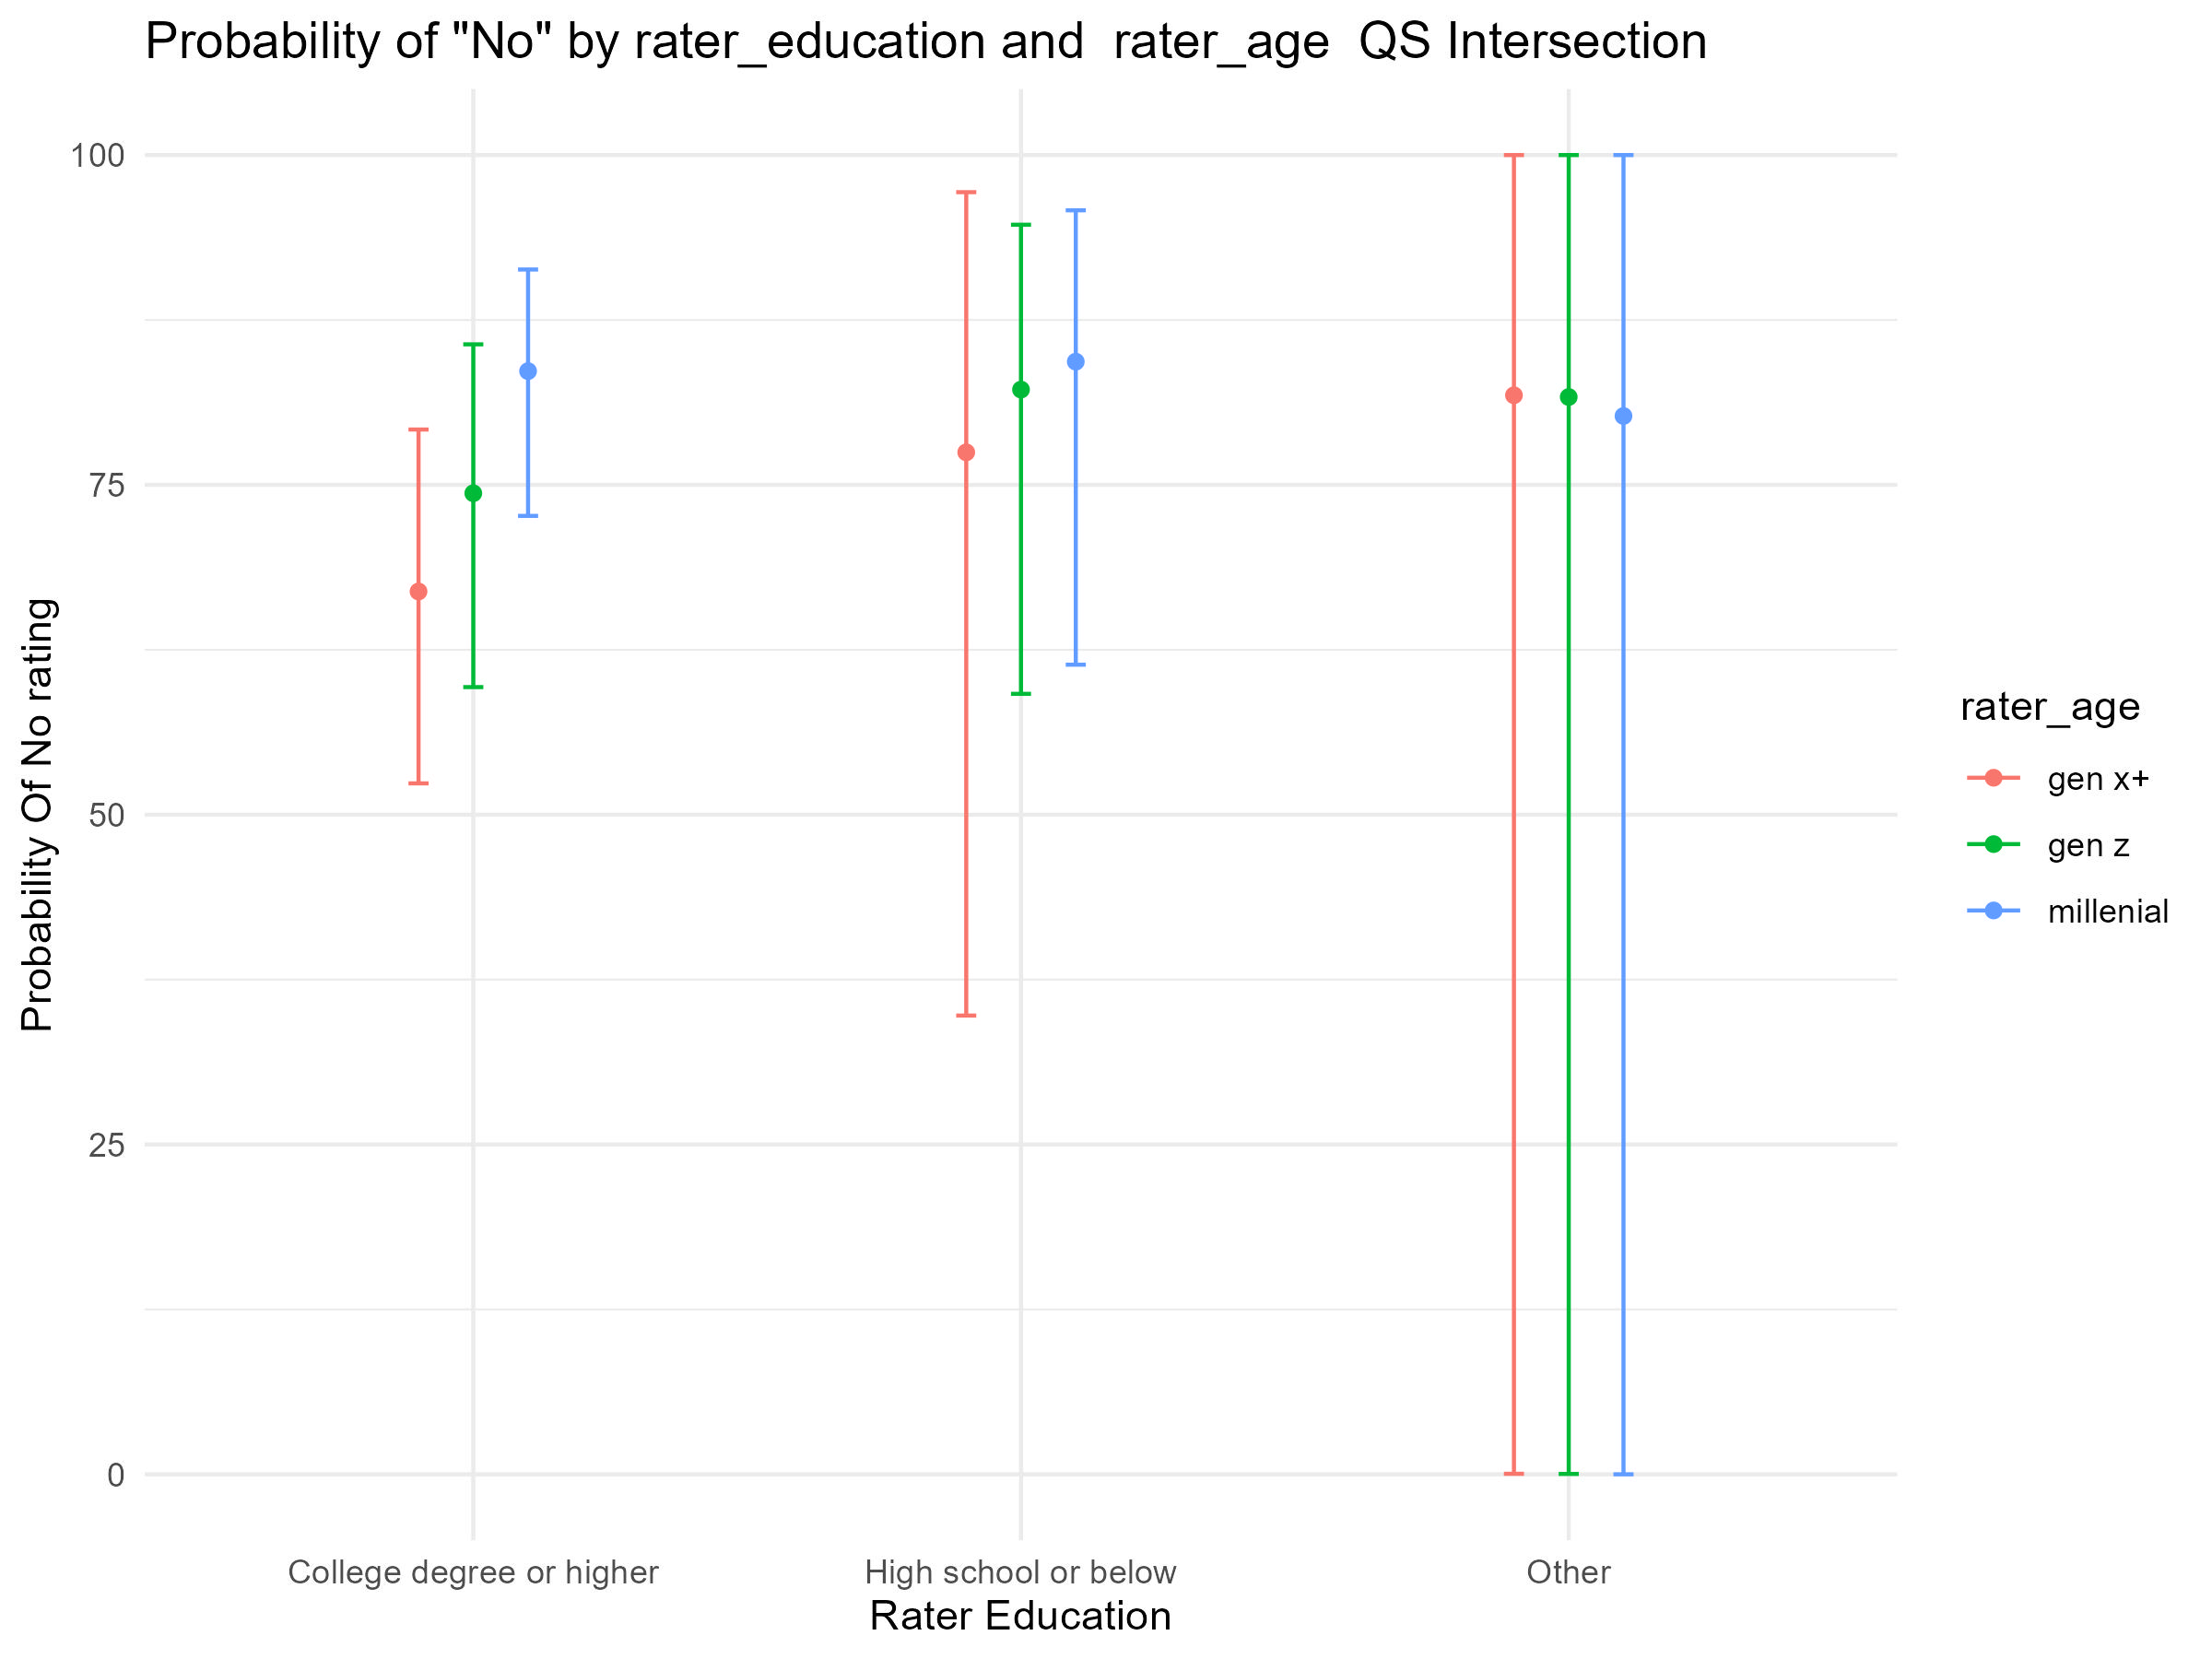 Probability of "No" by rater_education and  rater_age  QS Intersection
100
75
50
25
0
Probability Of No rating
College degree or higher
High school or below
Other
Rater Education
rater_age
gen x+
gen z
millenial